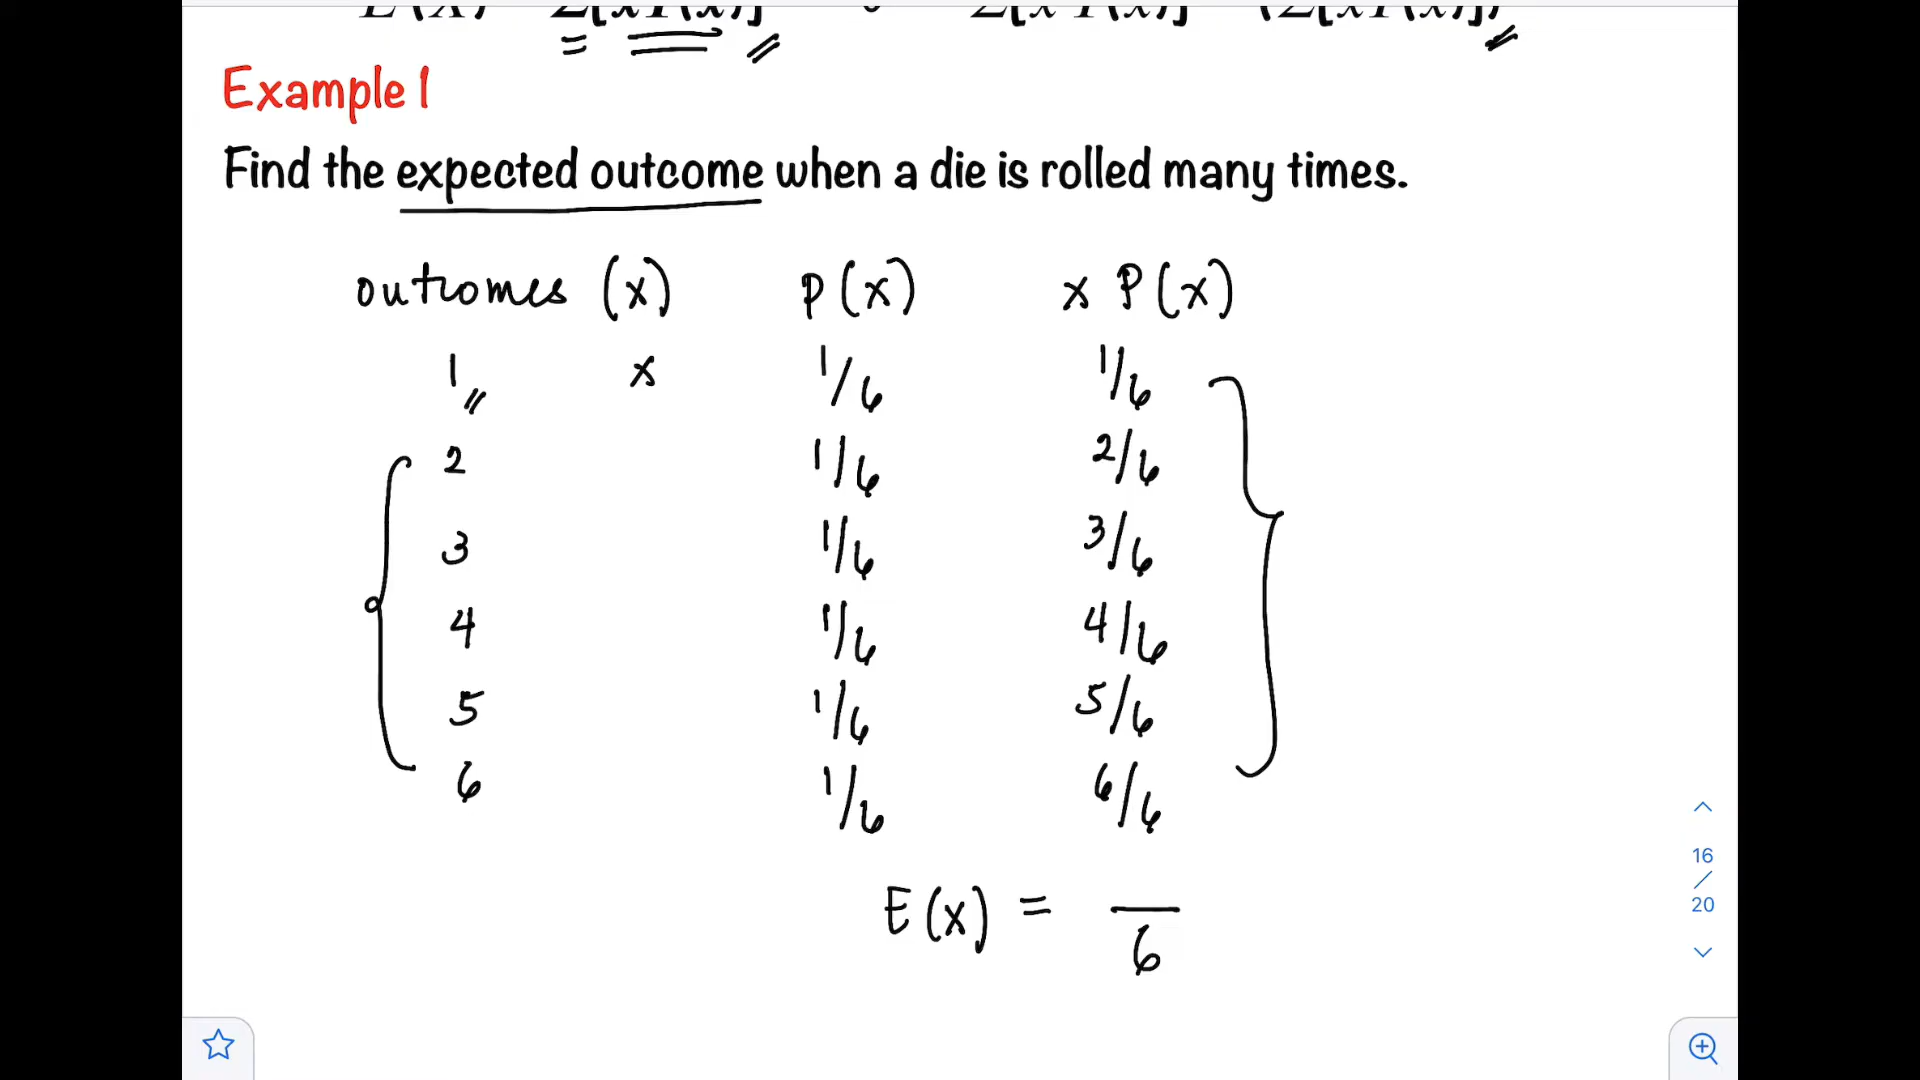 Example 1
Find the expected outcome when a die is rolled many times.
outcomes (x) P(x) x P(x)
1 x 1/6 1/6
2 1/6 2/6
3 1/6 3/6
4 1/6 4/6
5 1/6 5/6
6 1/6 6/6
E(x) = —
6
16
/
20